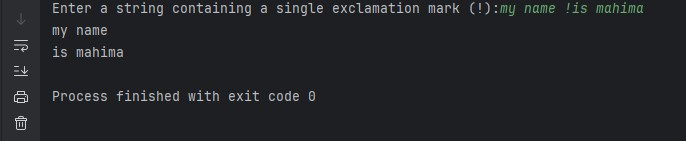 Enter a string containing a single exclamation mark (!):my name !is mahima
my name
is mahima
Process finished with exit code 0